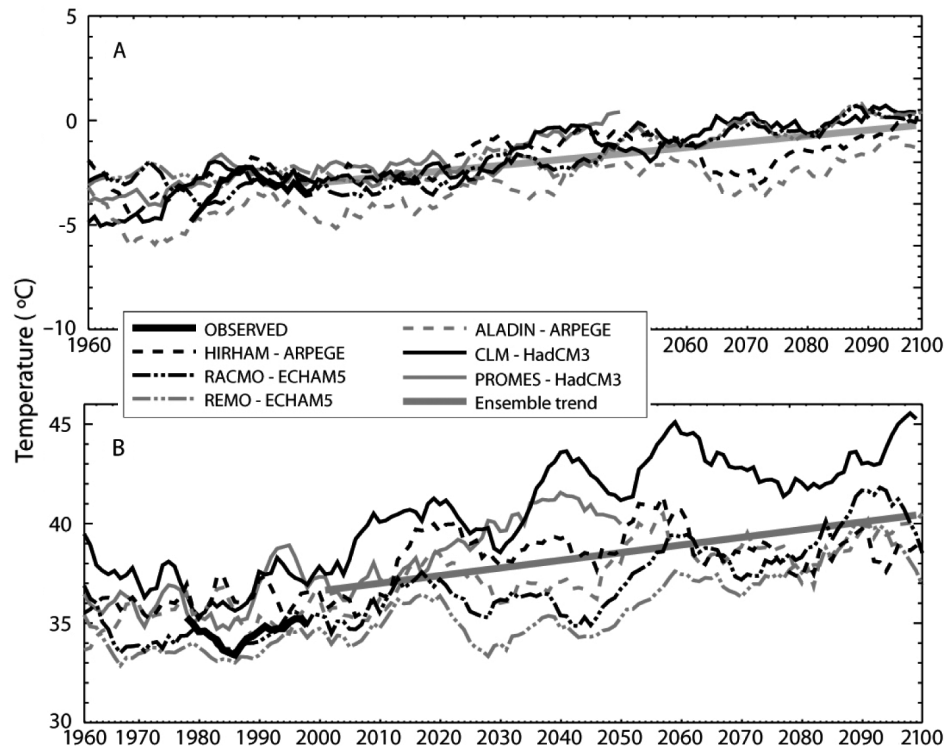 5
A
0
-5
-10
1960
2060 2070 2080 2090 2100
Temperature (ºC)
OBSERVED
HIRHAM - ARPEGE
RACMO - ECHAM5
REMO - ECHAM5
ALADIN - ARPEGE
CLM - HadCM3
PROMES - HadCM3
Ensemble trend
45
B
40
35
30
1960 1970 1980 1990 2000 2010 2020 2030 2040 2050 2060 2070 2080 2090 2100